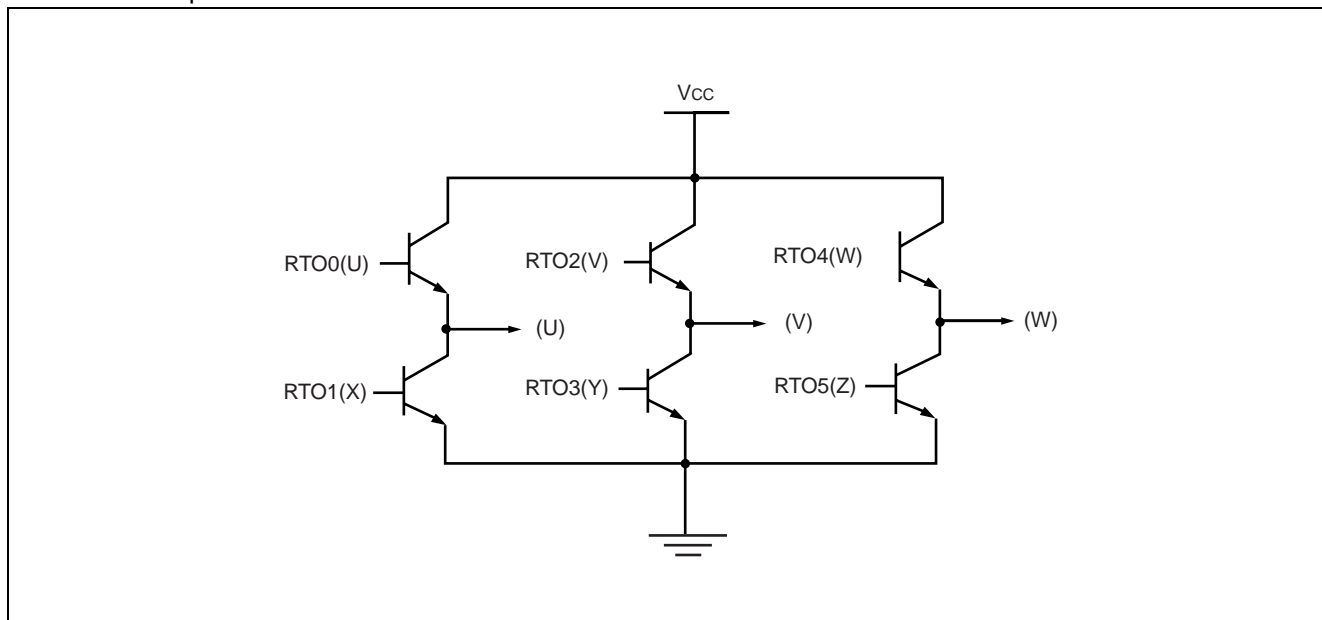 Vcc
RTO0(U)
RTO2(V)
RTO4(W)
(U)
(V)
(W)
RTO1(X)
RTO3(Y)
RTO5(Z)